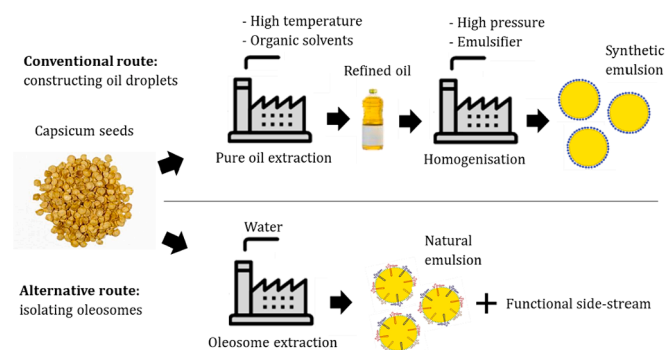 - High temperature
- Organic solvents
- High pressure
- Emulsifier
Conventional route:
constructing oil droplets
Refined oil
Synthetic
emulsion
Capsicum seeds
Pure oil extraction
Homogenisation
Water
Natural
emulsion
Alternative route:
isolating oleosomes
Functional side-stream
Oleosome extraction